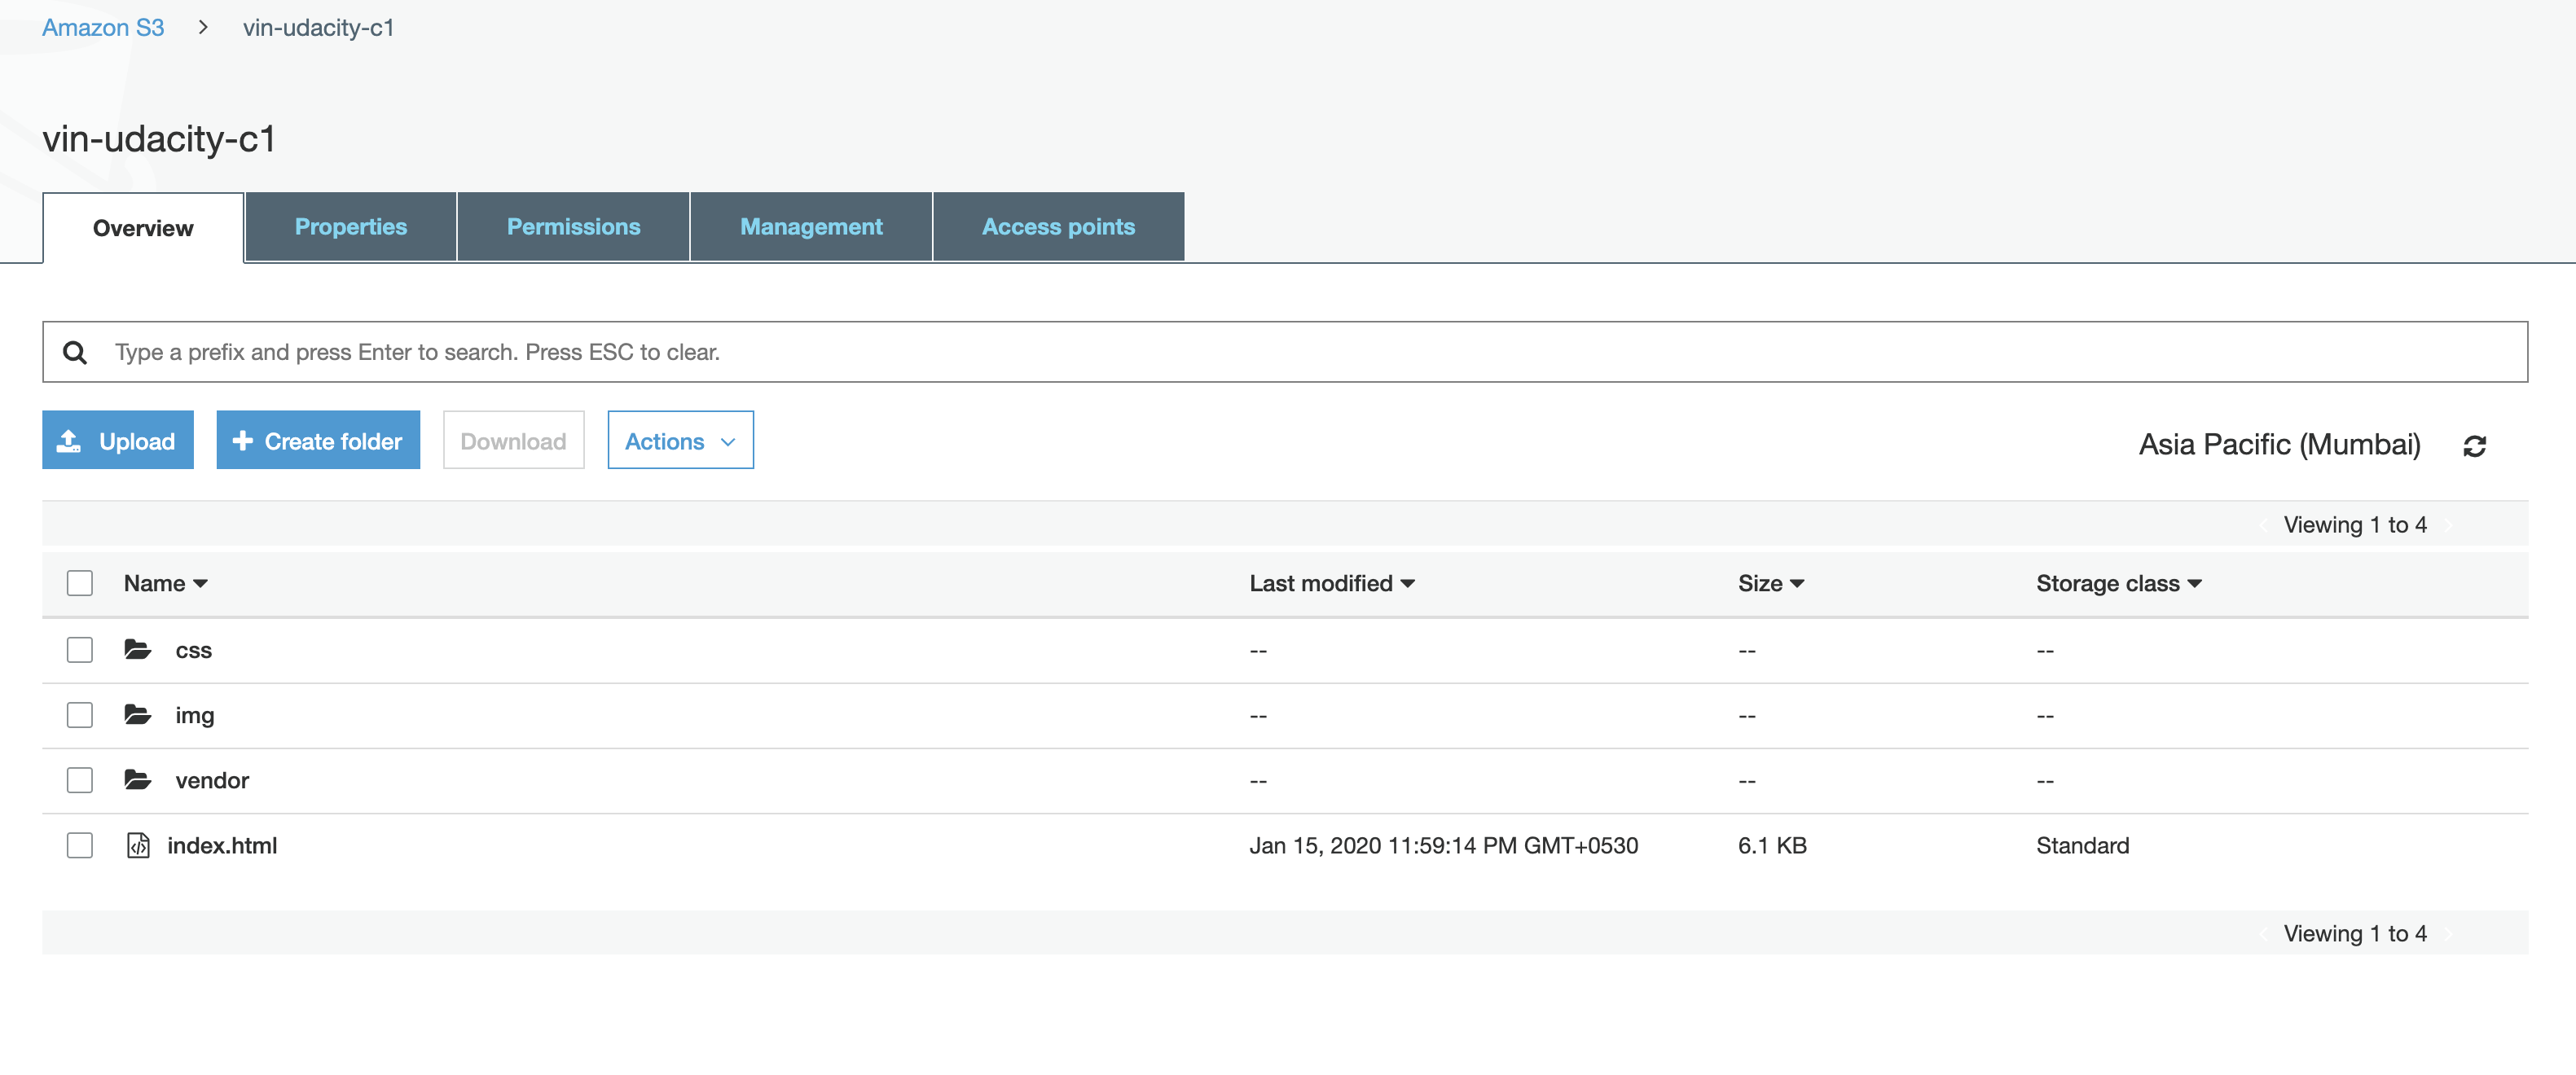 Amazon S3 > vin-udacity-c1
vin-udacity-c1
Overview Properties Permissions Management Access points
Type a prefix and press Enter to search. Press ESC to clear.
Upload + Create folder Download Actions Asia Pacific (Mumbai)
Viewing 1 to 4
Name Last modified Size Storage class
css -- -- --
img -- -- --
vendor -- -- --
index.html Jan 15, 2020 11:59:14 PM GMT+0530 6.1 KB Standard
Viewing 1 to 4